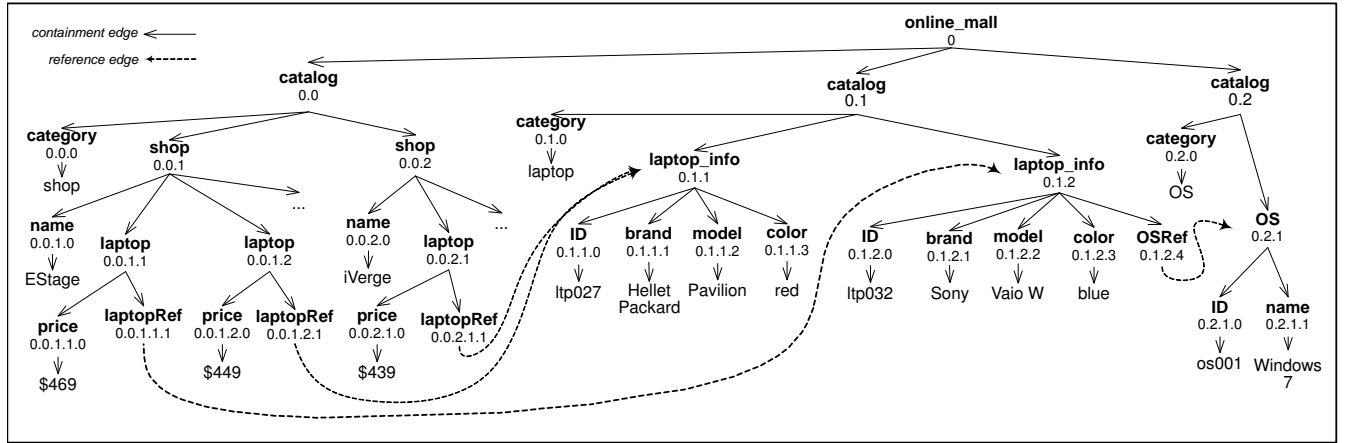 online_mall
0
containment edge
reference edge
catalog
0.0
catalog
0.1
catalog
0.2
category
0.0.0
shop
shop
0.0.1
shop
0.0.2
category
0.1.0
laptop
laptop_info
0.1.1
laptop_info
0.1.2
category
0.2.0
OS
...
...
name
0.0.1.0
EStage
laptop
0.0.1.1
laptop
0.0.1.2
name
0.0.2.0
iVerge
laptop
0.0.2.1
ID
0.1.1.0
ltp027
brand
0.1.1.1
Hellet
Packard
model
0.1.1.2
Pavilion
color
0.1.1.3
red
ID
0.1.2.0
ltp032
brand
0.1.2.1
Sony
model
0.1.2.2
Vaio W
color
0.1.2.3
blue
OSRef
0.1.2.4
OS
0.2.1
price
0.0.1.1.0
$469
laptopRef
0.0.1.1.1
price
0.0.1.2.0
$449
laptopRef
0.0.1.2.1
price
0.0.2.1.0
$439
laptopRef
0.0.2.1.1
ID
0.2.1.0
os001
name
0.2.1.1
Windows
7